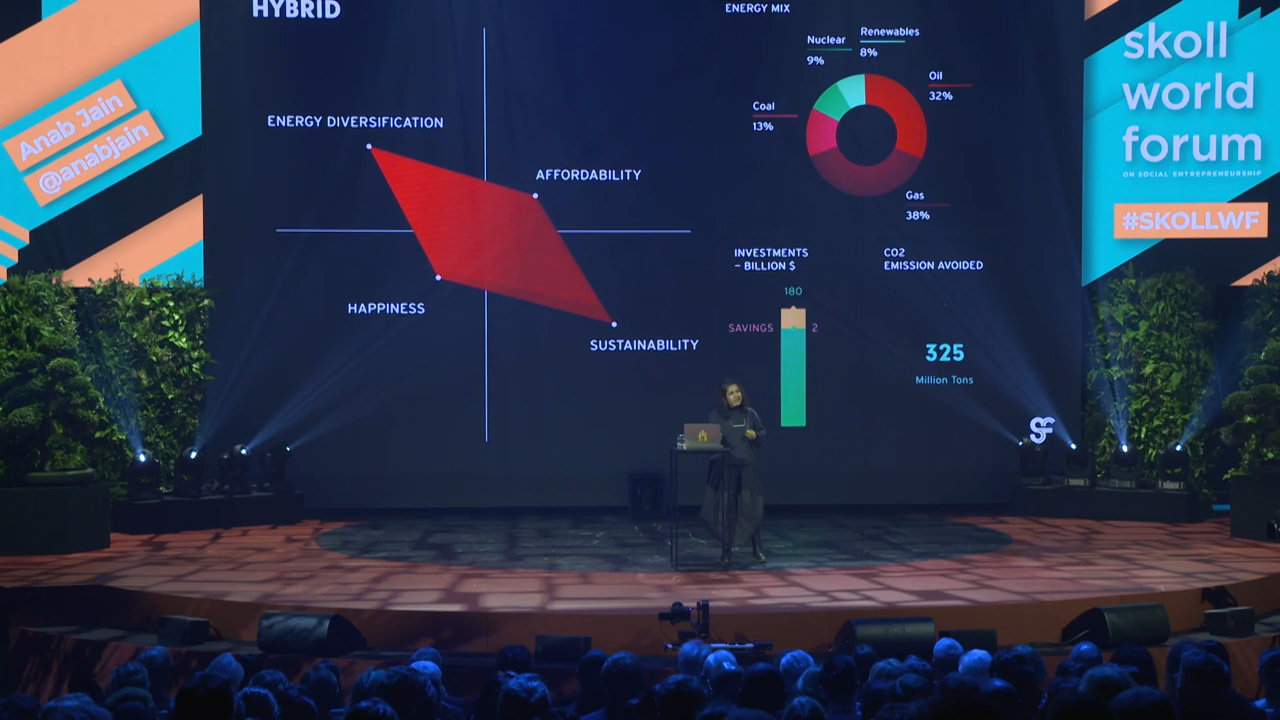 HYBRID
ENERGY DIVERSIFICATION
AFFORDABILITY
HAPPINESS
SUSTAINABILITY
ENERGY MIX
Nuclear
9%
Renewables
8%
Oil
32%
Coal
13%
Gas
38%
INVESTMENTS
– BILLION $
180
SAVINGS
2
CO2
EMISSION AVOIDED
325
Million Tons
Anab Jain
@anabjain
skoll
world
forum
ON SOCIAL ENTREPRENEURSHIP
#SKOLLWF
SF